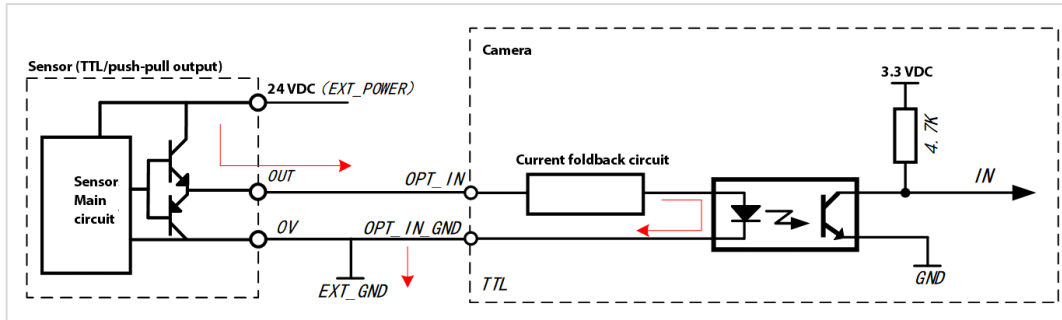 Camera
Sensor (TTL/push-pull output)
24 VDC (EXT_POWER)
3.3 VDC
4.7K
Sensor
Main
circuit
OUT
OPT_IN
Current foldback circuit
IN
0V
OPT_IN_GND
EXT_GND
TTL
GND